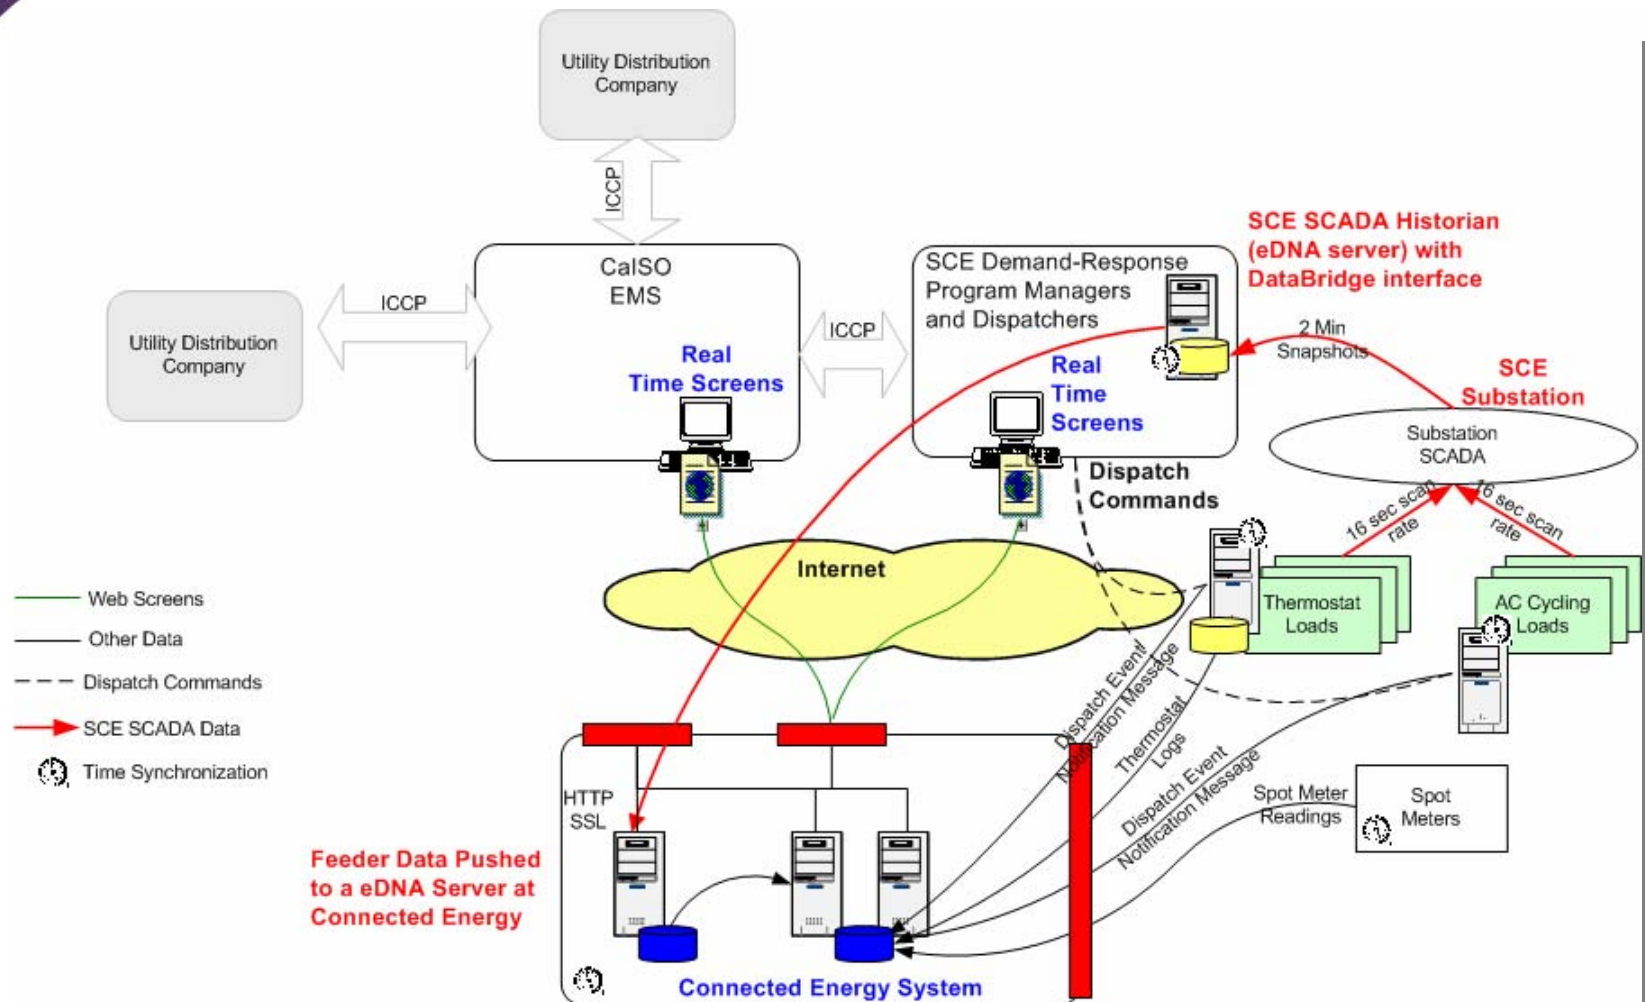 Utility Distribution
Company
ICCP
SCE SCADA Historian
(eDNA server) with
DataBridge interface
CalSO
EMS
SCE Demand-Response
Program Managers
and Dispatchers
ICCP
Utility Distribution
Company
ICCP
2 Min
Snapshots
Real
Time Screens
Real
Time
Screens
SCE
Substation
Substation
SCADA
Dispatch
Commands
16 sec scan
rate
16 sec scan
rate
Internet
Thermostat
Loads
AC Cycling
Loads
Web Screens
Other Data
Dispatch Commands
SCE SCADA Data
Time Synchronization
Dispatch Event
Notification Message
Thermostat
Logs
Dispatch Event
Notification Message
Spot Meter
Readings
Spot
Meters
HTTP
SSL
Feeder Data Pushed
to a eDNA Server at
Connected Energy
Connected Energy System